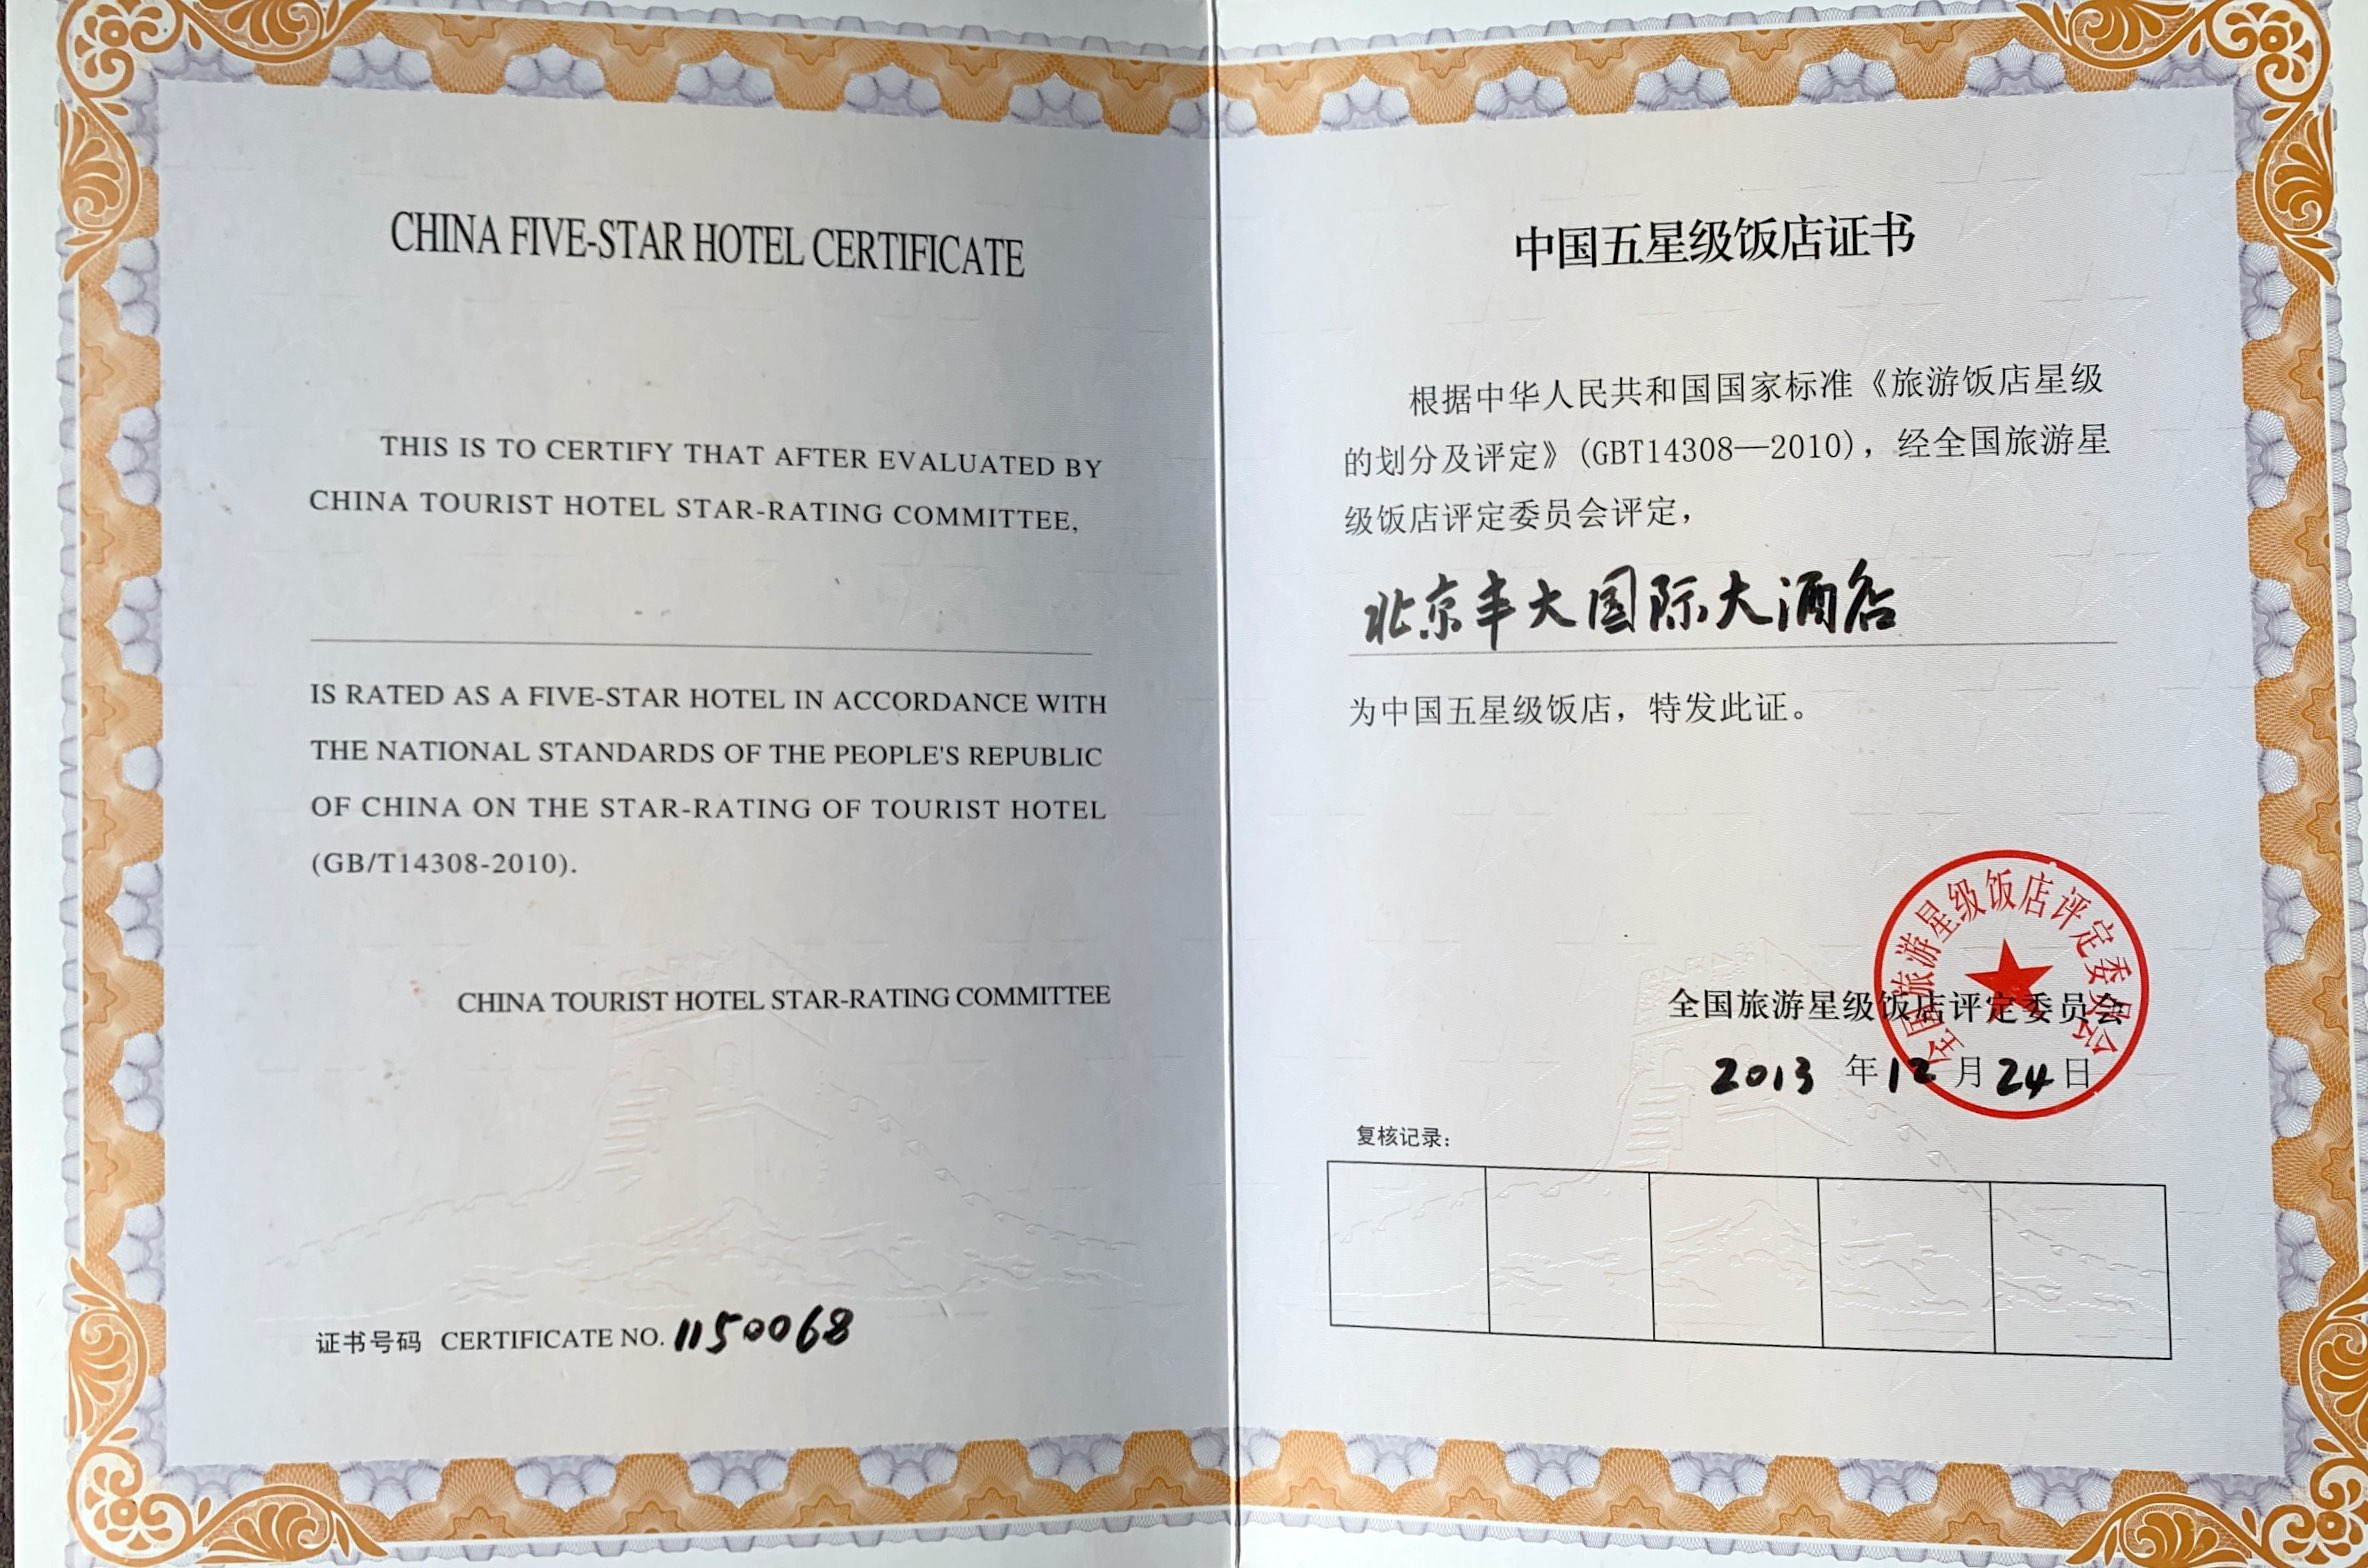 CHINA FIVE-STAR HOTEL CERTIFICATE
THIS IS TO CERTIFY THAT AFTER EVALUATED BY
CHINA TOURIST HOTEL STAR-RATING COMMITTEE,
IS RATED AS A FIVE-STAR HOTEL IN ACCORDANCE WITH
THE NATIONAL STANDARDS OF THE PEOPLE'S REPUBLIC
OF CHINA ON THE STAR-RATING OF TOURIST HOTEL
(GB/T14308-2010).
CHINA TOURIST HOTEL STAR-RATING COMMITTEE
证书号码 CERTIFICATE NO. 1150068
中国五星级饭店证书
根据中华人民共和国国家标准《旅游饭店星级
的划分及评定》(GBT14308—2010)，经全国旅游星
级饭店评定委员会评定，
北京丰大国际大酒店
为中国五星级饭店，特发此证。
全国旅游星级饭店评定委员会
全国旅游星级饭店评定委员会
2013 年 12 月 24 日
复核记录：